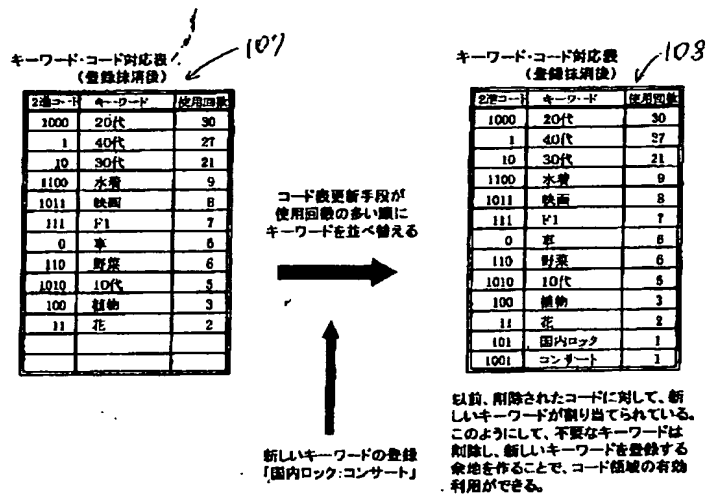 107
キーワード・コード対応表
(登録抹消後)
2進コード キーワード 使用回数
1000 20代 30
1 40代 27
10 30代 21
1100 水着 9
1011 映画 8
111 F1 7
0 車 6
110 野菜 6
1010 10代 5
100 植物 3
11 花 2
コード表更新手段が
使用回数の多い順に
キーワードを並べ替える
新しいキーワードの登録
「国内ロック:コンサート」
108
キーワード・コード対応表
(登録抹消後)
2進コード キーワード 使用回数
1000 20代 30
1 40代 27
10 30代 21
1100 水着 9
1011 映画 8
111 F1 7
0 車 6
110 野菜 6
1010 10代 5
100 植物 3
11 花 2
101 国内ロック 1
1001 コンサート 1
以前、削除されたコードに対して、新
しいキーワードが割り当てられている。
このようにして、不要なキーワードは
削除し、新しいキーワードを登録する
余地を作ることで、コード領域の有効
利用ができる。